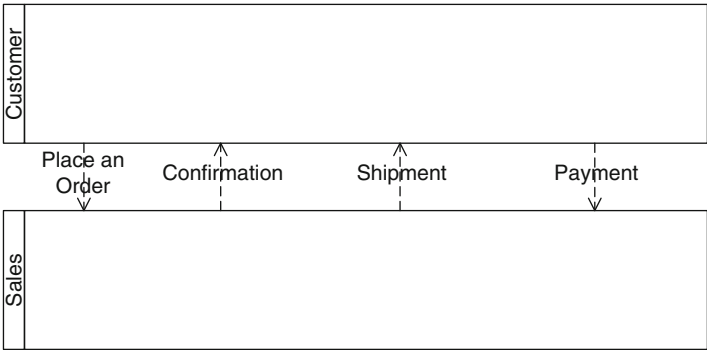 Customer
Place an
Order
Confirmation
Shipment
Payment
Sales